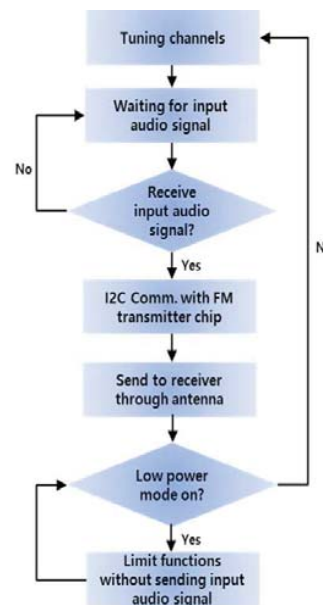 Tuning channels
Waiting for input
audio signal
No
Receive
input audio
signal?
N
Yes
I2C Comm. with FM
transmitter chip
Send to receiver
through antenna
Low power
mode on?
Yes
Limit functions
without sending input
audio signal